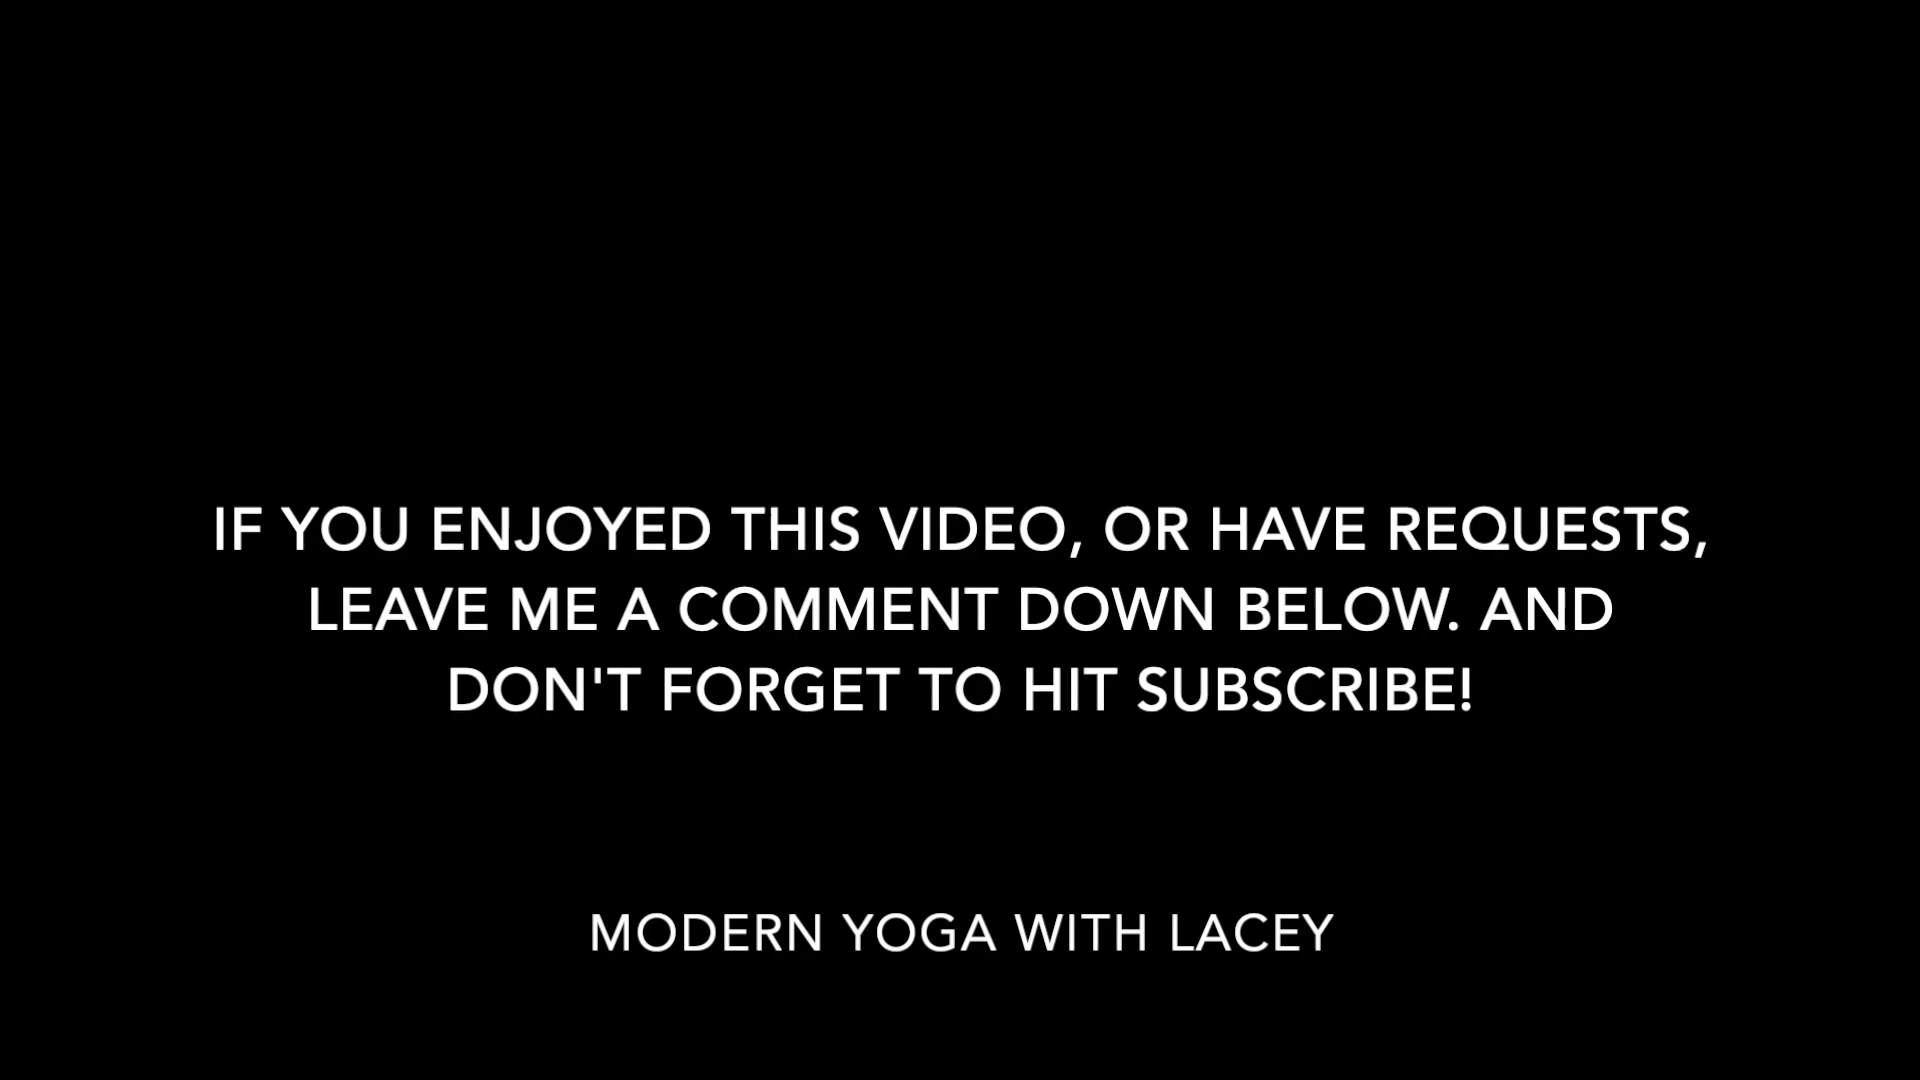 IF YOU ENJOYED THIS VIDEO, OR HAVE REQUESTS,
LEAVE ME A COMMENT DOWN BELOW. AND
DON'T FORGET TO HIT SUBSCRIBE!
MODERN YOGA WITH LACEY